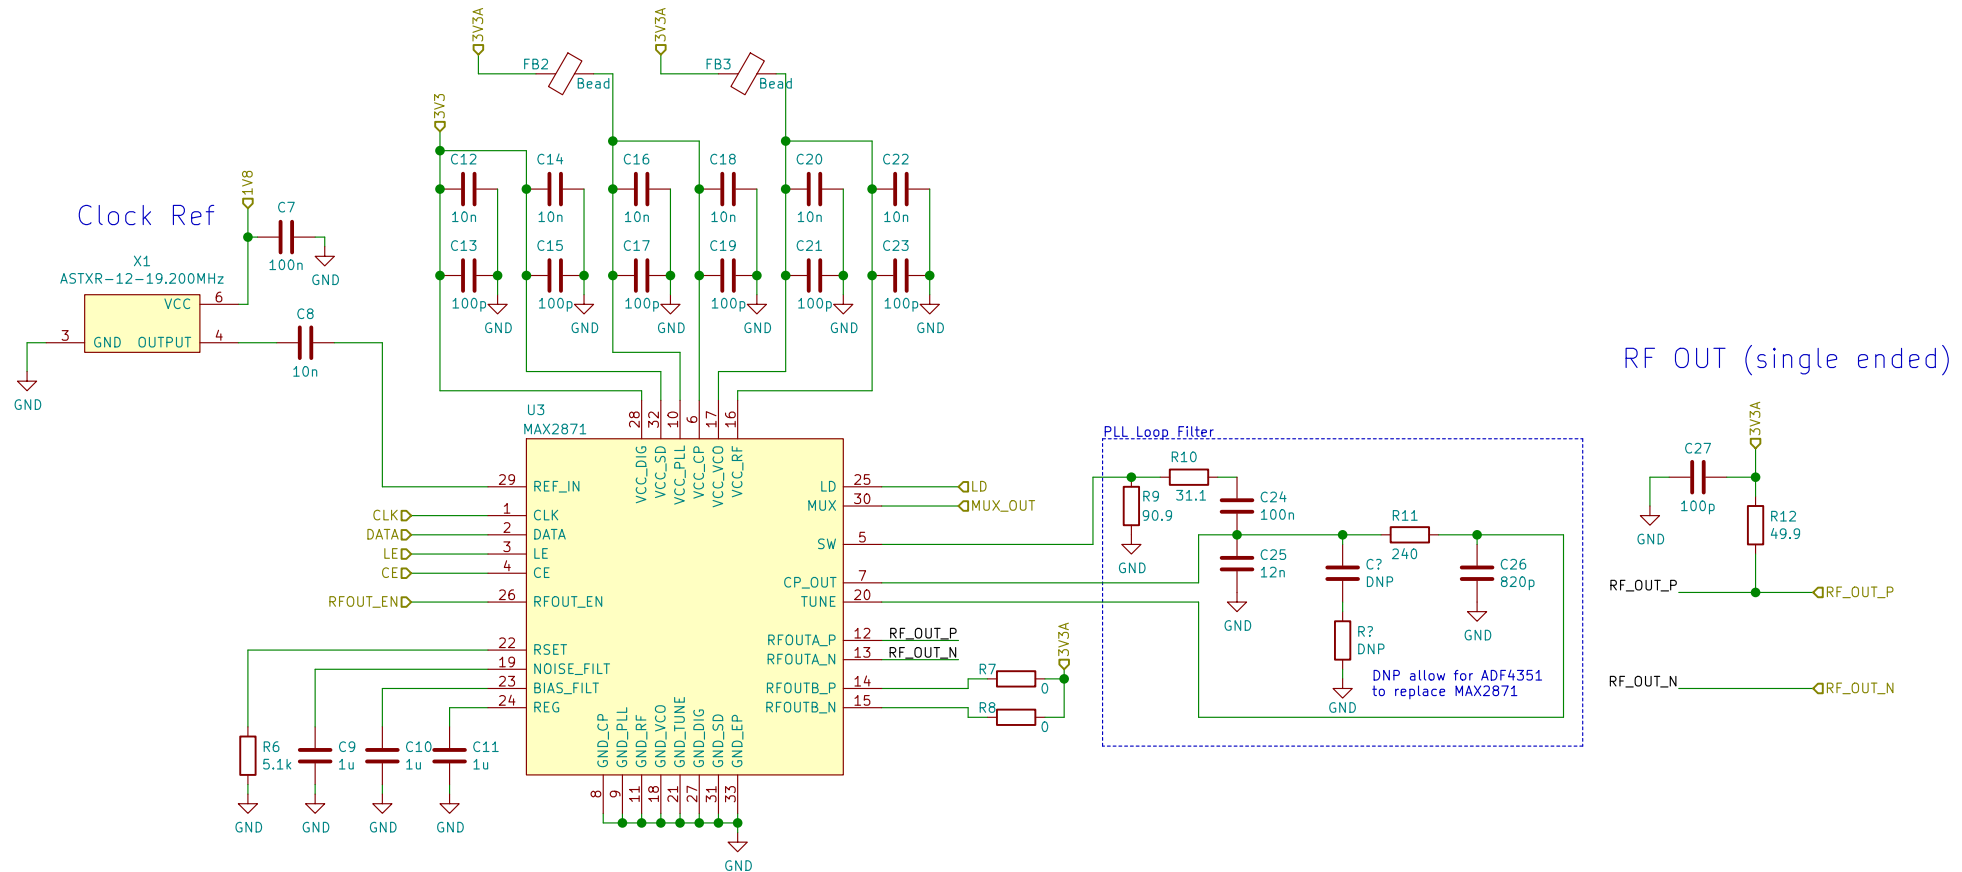 3V3A
3V3A
FB2
Bead
FB3
Bead
3V3
C12
10n
C14
10n
C16
10n
C18
10n
C20
10n
C22
10n
C13
100p
C15
100p
C17
100p
C19
100p
C21
100p
C23
100p
GND
GND
GND
GND
GND
GND
Clock Ref
1V8
C7
100n
GND
X1
ASTXR-12-19.200MHz
VCC
6
3
GND
OUTPUT
4
GND
C8
10n
U3
MAX2871
28
32
10
6
17
16
VCC_DIG
VCC_SD
VCC_PLL
VCC_CP
VCC_VCO
VCC_RF
29
REF_IN
CLK
1
CLK
DATA
2
DATA
LE
3
LE
CE
4
CE
RFOUT_EN
26
RFOUT_EN
22
RSET
19
NOISE_FILT
23
BIAS_FILT
24
REG
R6
5.1k
GND
C9
1u
GND
C10
1u
GND
C11
1u
GND
GND_CP
GND_PLL
GND_RF
GND_VCO
GND_TUNE
GND_DIG
GND_SD
GND_EP
8
9
11
18
21
27
31
33
GND
LD
25
LD
MUX
30
MUX_OUT
SW
5
CP_OUT
7
TUNE
20
RFOUTA_P
12
RF_OUT_P
RFOUTA_N
13
RF_OUT_N
RFOUTB_P
14
RFOUTB_N
15
R7
0
R8
0
3V3A
PLL Loop Filter
R10
31.1
R9
90.9
GND
C24
100n
C25
12n
GND
R11
240
C?
DNP
R?
DNP
GND
C26
820p
GND
DNP allow for ADF4351
to replace MAX2871
RF OUT (single ended)
3V3A
C27
100p
GND
R12
49.9
RF_OUT_P
RF_OUT_P
RF_OUT_N
RF_OUT_N